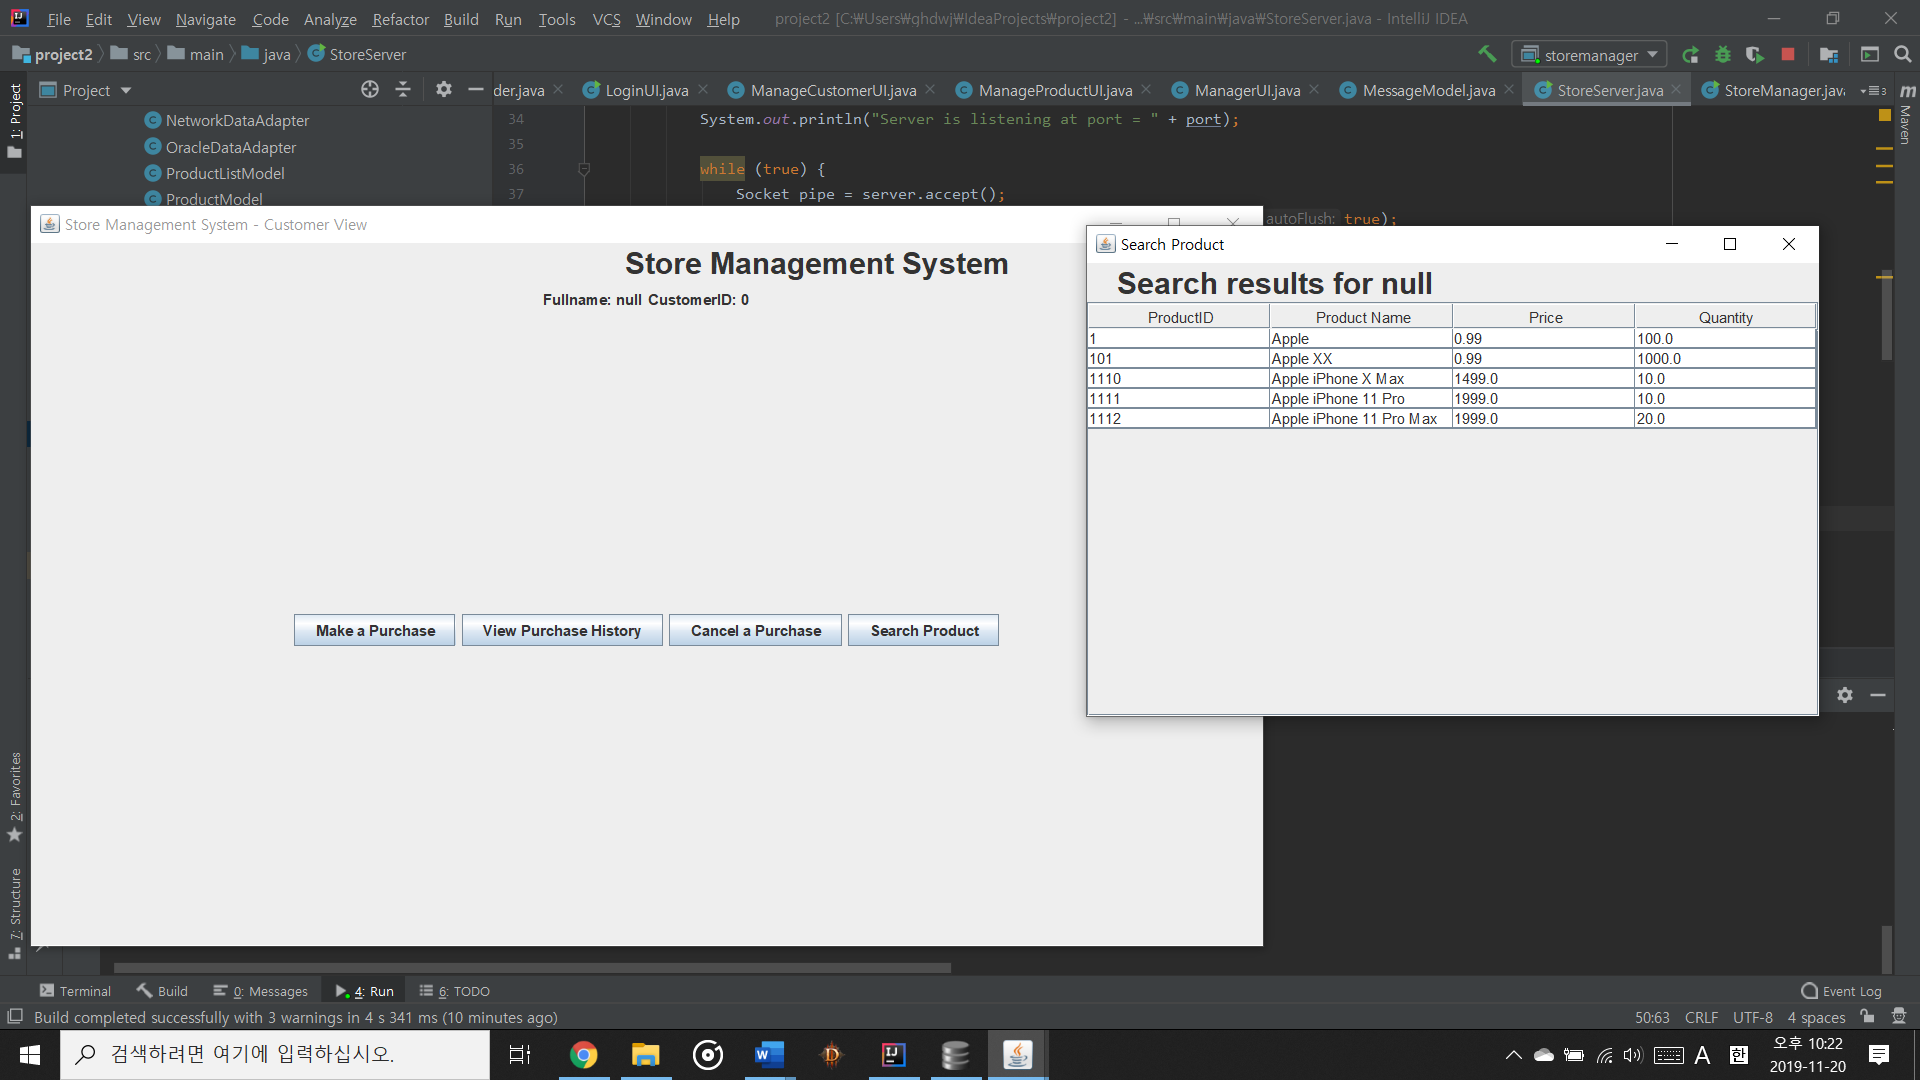 File Edit View Navigate Code Analyze Refactor Build Run Tools VCS Window Help project2 [C:₩Users₩ghdwj₩IdeaProjects₩project2] - ...₩src₩main₩java₩StoreServer.java - IntelliJ IDEA
project2 src main java StoreServer storemanager
Project der.java LoginUI.java ManageCustomerUI.java ManageProductUI.java ManagerUI.java MessageModel.java StoreServer.java StoreManager.java 3
1: Project
m Maven
NetworkDataAdapter
OracleDataAdapter
ProductListModel
ProductModel
34 System.out.println("Server is listening at port = " + port);
35
36 while (true) {
37 Socket pipe = server.accept();
autoFlush: true);
Store Management System - Customer View
Store Management System
Fullname: null CustomerID: 0
Make a Purchase View Purchase History Cancel a Purchase Search Product
Search Product
Search results for null
ProductID Product Name Price Quantity
1 Apple 0.99 100.0
101 Apple XX 0.99 1000.0
1110 Apple iPhone X Max 1499.0 10.0
1111 Apple iPhone 11 Pro 1999.0 10.0
1112 Apple iPhone 11 Pro Max 1999.0 20.0
2: Favorites
7: Structure
Terminal Build 0: Messages 4: Run 6: TODO Event Log
Build completed successfully with 3 warnings in 4 s 341 ms (10 minutes ago) 50:63 CRLF UTF-8 4 spaces
검색하려면 여기에 입력하십시오.
A 한 오후 10:22
2019-11-20